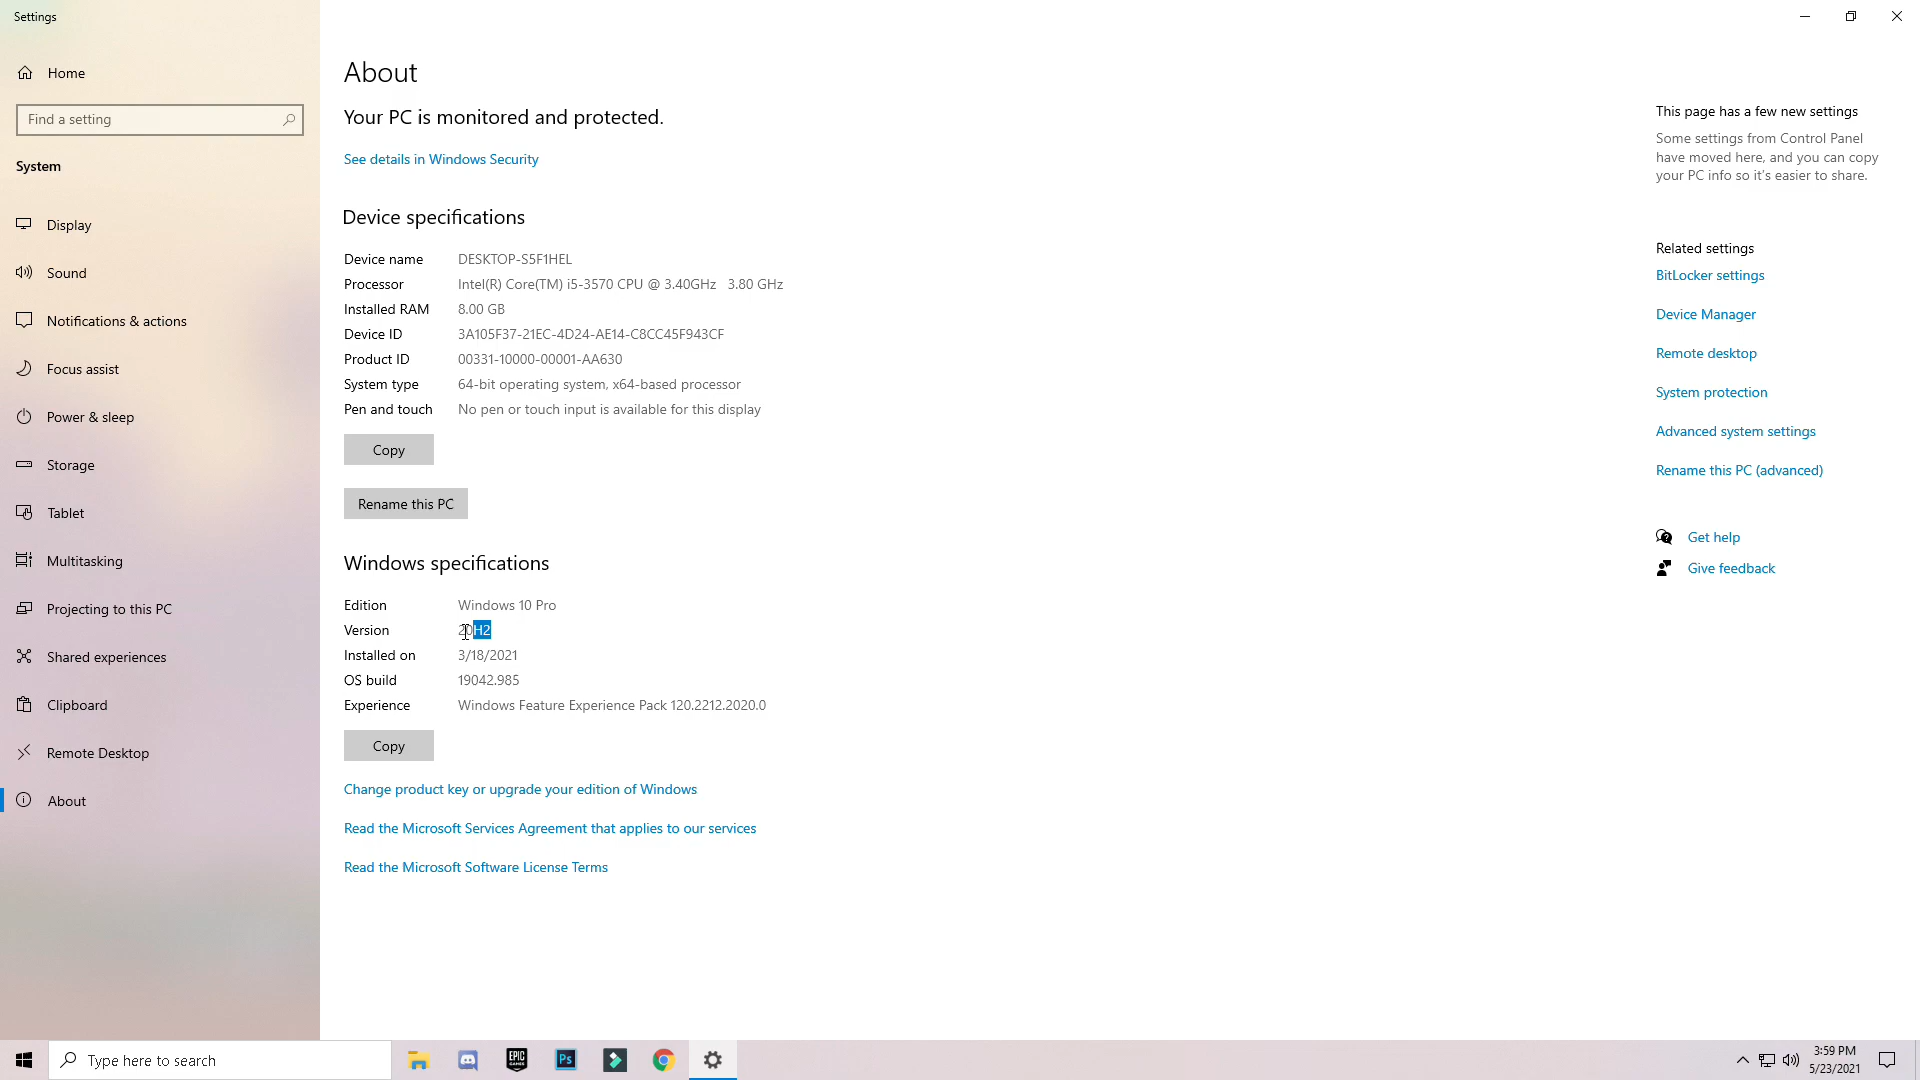 Settings
Home
Find a setting
System
Display
Sound
Notifications & actions
Focus assist
Power & sleep
Storage
Tablet
Multitasking
Projecting to this PC
Shared experiences
Clipboard
Remote Desktop
About
About
Your PC is monitored and protected.
See details in Windows Security
Device specifications
Device name DESKTOP-S5F1HEL
Processor Intel(R) Core(TM) i5-3570 CPU @ 3.40GHz 3.80 GHz
Installed RAM 8.00 GB
Device ID 3A105F37-21EC-4D24-AE14-C8CC45F943CF
Product ID 00331-10000-00001-AA630
System type 64-bit operating system, x64-based processor
Pen and touch No pen or touch input is available for this display
Copy
Rename this PC
Windows specifications
Edition Windows 10 Pro
Version 20H2
Installed on 3/18/2021
OS build 19042.985
Experience Windows Feature Experience Pack 120.2212.2020.0
Copy
Change product key or upgrade your edition of Windows
Read the Microsoft Services Agreement that applies to our services
Read the Microsoft Software License Terms
This page has a few new settings
Some settings from Control Panel
have moved here, and you can copy
your PC info so it's easier to share.
Related settings
BitLocker settings
Device Manager
Remote desktop
System protection
Advanced system settings
Rename this PC (advanced)
Get help
Give feedback
Type here to search
EPIC
GAMES
Ps
3:59 PM
5/23/2021